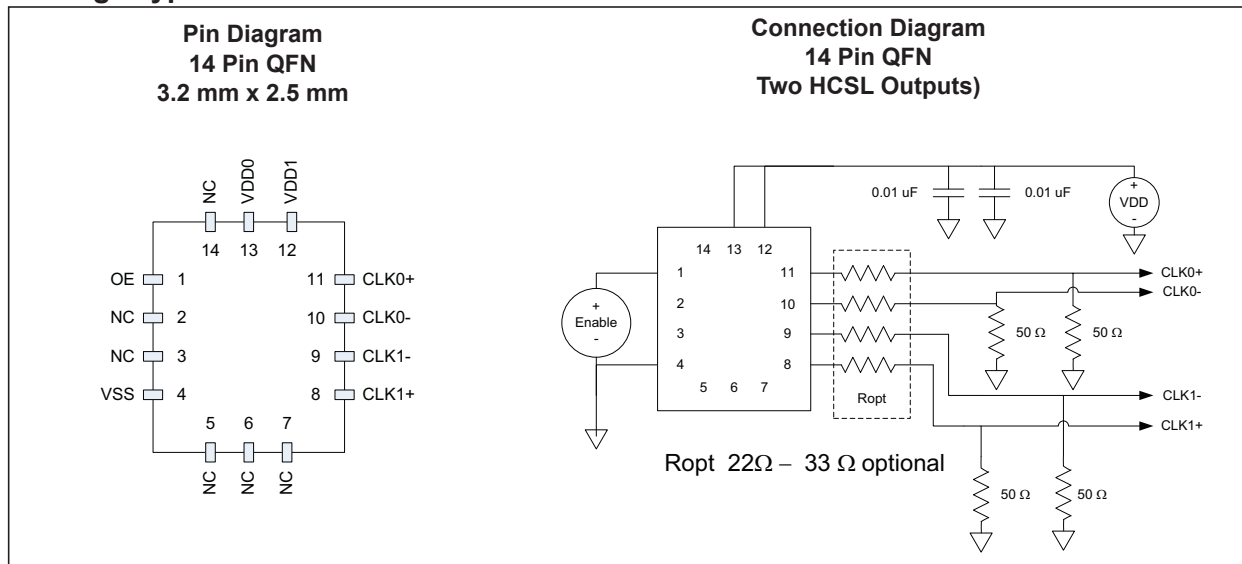 Pin Diagram
14 Pin QFN
3.2 mm x 2.5 mm
NC
VDD0
VDD1
14 13 12
OE 1
NC 2
NC 3
VSS 4
11 CLK0+
10 CLK0-
9 CLK1-
8 CLK1+
5 6 7
NC
NC
NC
Connection Diagram
14 Pin QFN
Two HCSL Outputs)
0.01 uF
0.01 uF
+
VDD
-
14 13 12
1
2
3
4
11
10
9
8
5 6 7
+
Enable
-
Ropt
CLK0+
CLK0-
50 Ω
50 Ω
CLK1-
CLK1+
50 Ω
50 Ω
Ropt 22Ω – 33 Ω optional